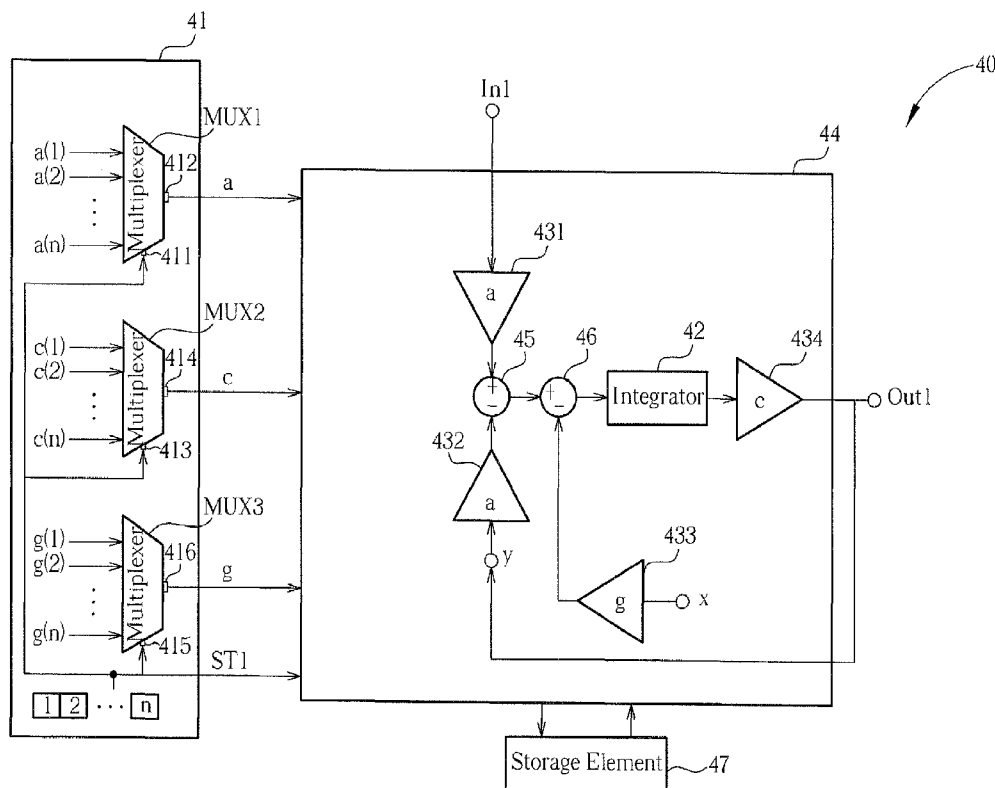 41
40
In1
MUX1
44
a(1)
a(2)
a(n)
Multiplexer
412
411
a
431
a
MUX2
c(1)
c(2)
c(n)
Multiplexer
414
413
c
45
46
42
434
+
−
+
−
Integrator
c
Out1
432
a
MUX3
g(1)
g(2)
g(n)
Multiplexer
416
415
g
y
433
g
x
ST1
1 2 ··· n
Storage Element
47